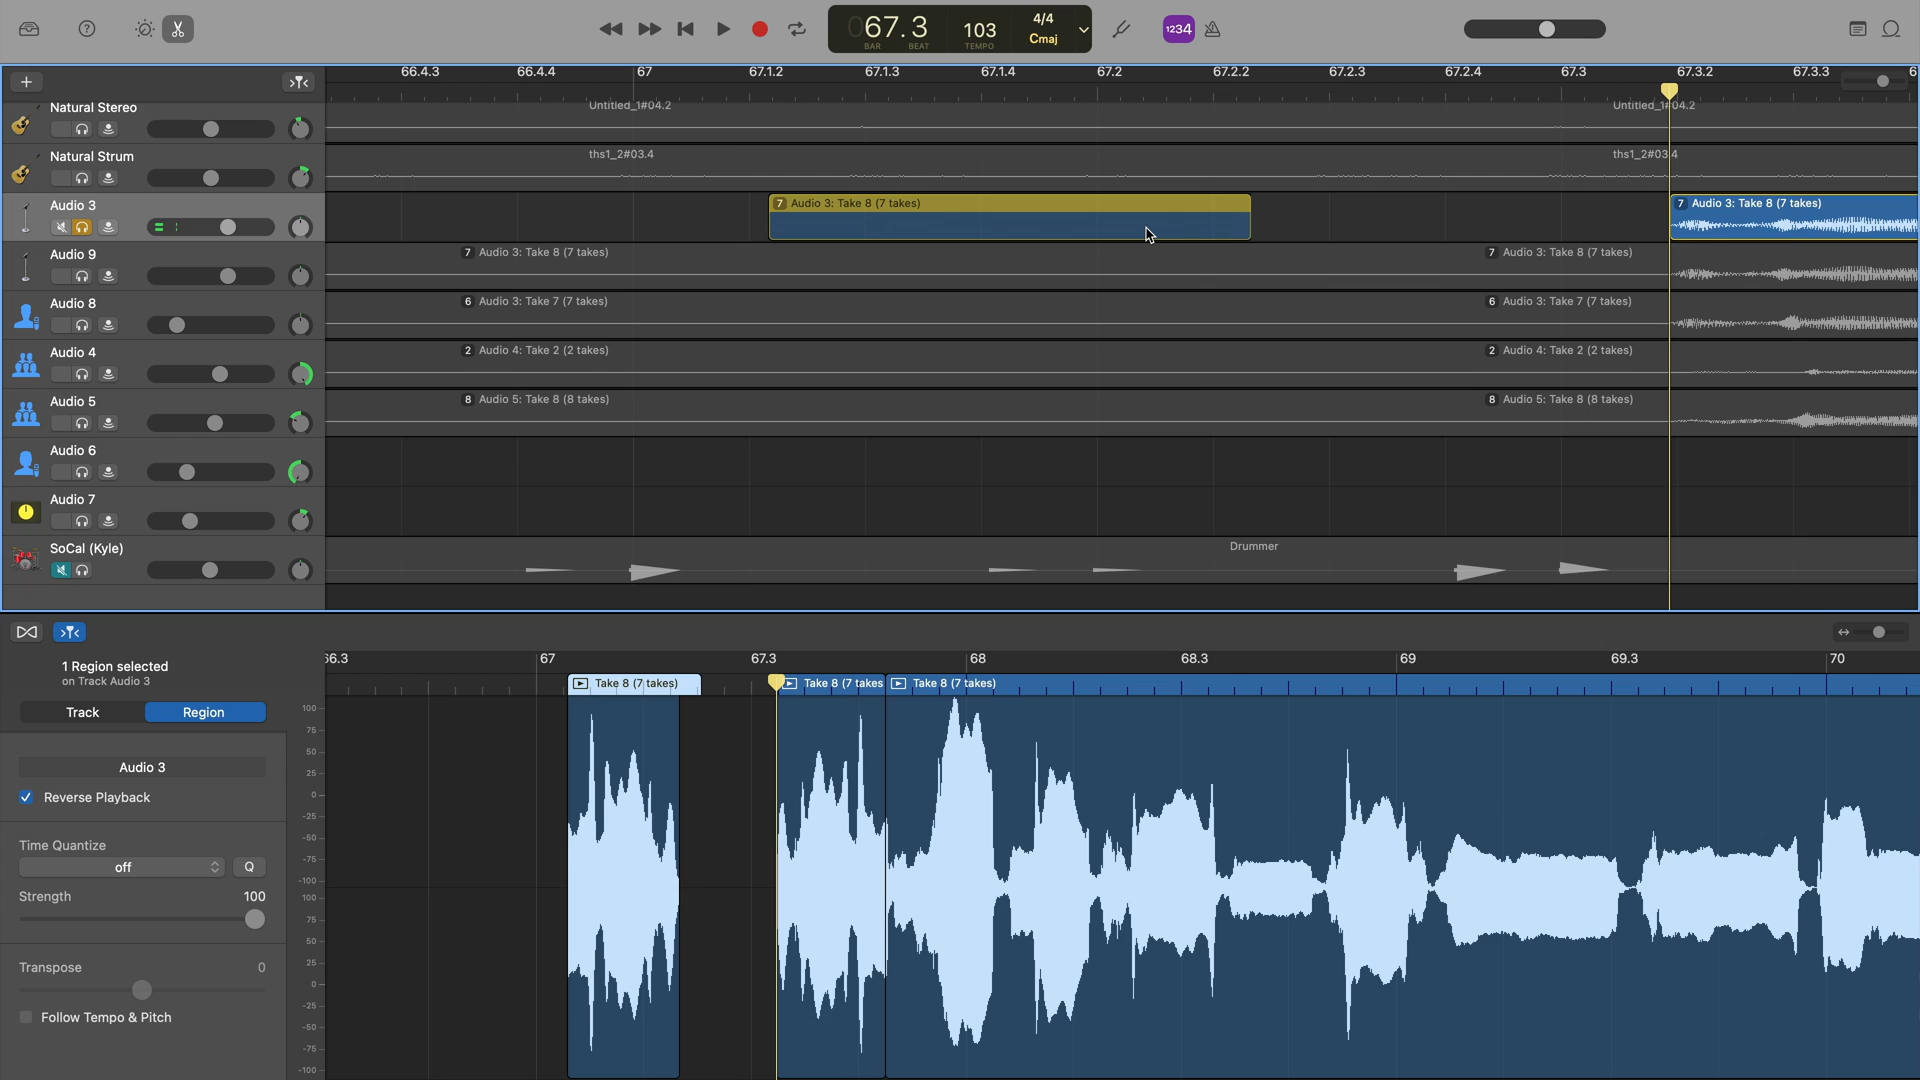 067.3
BAR BEAT
103
TEMPO
4/4
Cmaj
1234
66.4.3 66.4.4 67 67.1.2 67.1.3 67.1.4 67.2 67.2.2 67.2.3 67.2.4 67.3 67.3.2 67.3.3 6
Natural Stereo
Untitled_1#04.2 Untitled_1#04.2
Natural Strum
ths1_2#03.4 ths1_2#03.4
Audio 3
7 Audio 3: Take 8 (7 takes) 7 Audio 3: Take 8 (7 takes)
Audio 9
7 Audio 3: Take 8 (7 takes) 7 Audio 3: Take 8 (7 takes)
Audio 8
6 Audio 3: Take 7 (7 takes) 6 Audio 3: Take 7 (7 takes)
Audio 4
2 Audio 4: Take 2 (2 takes) 2 Audio 4: Take 2 (2 takes)
Audio 5
8 Audio 5: Take 8 (8 takes) 8 Audio 5: Take 8 (8 takes)
Audio 6
Audio 7
SoCal (Kyle)
Drummer
1 Region selected
on Track Audio 3
Track Region
Audio 3
Reverse Playback
Time Quantize
off Q
Strength 100
Transpose 0
Follow Tempo & Pitch
66.3 67 67.3 68 68.3 69 69.3 70
Take 8 (7 takes) Take 8 (7 takes Take 8 (7 takes)
100
75
50
25
0
-25
-50
-75
-100
100
75
50
25
0
-25
-50
-75
-100